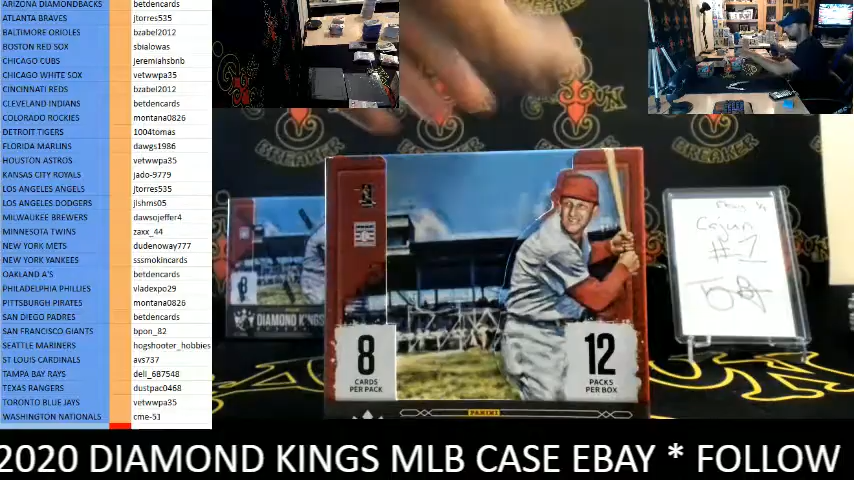 ARIZONA DIAMONDBACKS betdencards
ATLANTA BRAVES jtorres535
BALTIMORE ORIOLES bzabel2012
BOSTON RED SOX sbialowas
CHICAGO CUBS jeremiahsbnb
CHICAGO WHITE SOX vetwwpa35
CINCINNATI REDS bzabel2012
CLEVELAND INDIANS betdencards
COLORADO ROCKIES montana0826
DETROIT TIGERS 1004tomas
FLORIDA MARLINS dawgs1986
HOUSTON ASTROS vetwwpa35
KANSAS CITY ROYALS jado-9779
LOS ANGELES ANGELS jtorres535
LOS ANGELES DODGERS jlshms05
MILWAUKEE BREWERS dawsojeffer4
MINNESOTA TWINS zaxx_44
NEW YORK METS dudenoway777
NEW YORK YANKEES sssmokincards
OAKLAND A'S betdencards
PHILADELPHIA PHILLIES vladexpo29
PITTSBURGH PIRATES montana0826
SAN DIEGO PADRES betdencards
SAN FRANCISCO GIANTS bpon_82
SEATTLE MARINERS hogshooter_hobbies
ST LOUIS CARDINALS avs737
TAMPA BAY RAYS deli_687548
TEXAS RANGERS dustpac0468
TORONTO BLUE JAYS vetwwpa35
WASHINGTON NATIONALS cme-51
BREAKER
BREAKER
8
CARDS
PER PACK
12
PACKS
PER BOX
PANINI
8
DIAMOND KINGS
Cajun
#1
2020 DIAMOND KINGS MLB CASE EBAY * FOLLOW